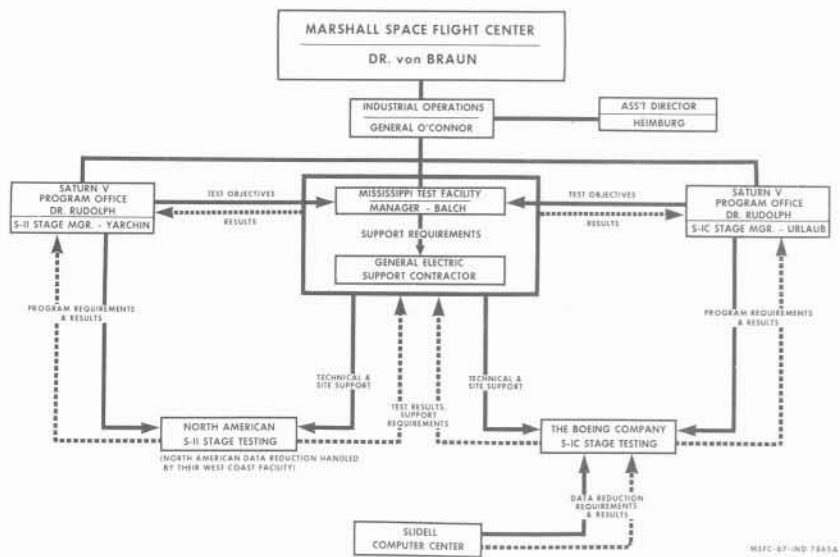 MARSHALL SPACE FLIGHT CENTER
DR. von BRAUN
INDUSTRIAL OPERATIONS
GENERAL O'CONNOR
ASS'T DIRECTOR
HEIMBURG
SATURN V
PROGRAM OFFICE
DR. RUDOLPH
S-II STAGE MGR. - YARCHIN
TEST OBJECTIVES
RESULTS
MISSISSIPPI TEST FACILITY
MANAGER - BALCH
SUPPORT REQUIREMENTS
GENERAL ELECTRIC
SUPPORT CONTRACTOR
TEST OBJECTIVES
RESULTS
SATURN V
PROGRAM OFFICE
DR. RUDOLPH
S-IC STAGE MGR. - URLAUB
PROGRAM REQUIREMENTS
& RESULTS
TECHNICAL &
SITE SUPPORT
TEST RESULTS,
SUPPORT
REQUIREMENTS
TECHNICAL &
SITE SUPPORT
PROGRAM REQUIREMENTS
& RESULTS
NORTH AMERICAN
S-II STAGE TESTING
(NORTH AMERICAN DATA REDUCTION HANDLED
BY THEIR WEST COAST FACILITY)
THE BOEING COMPANY
S-IC STAGE TESTING
DATA REDUCTION
REQUIREMENTS
& RESULTS
SLIDELL
COMPUTER CENTER
MSFC-67-IND